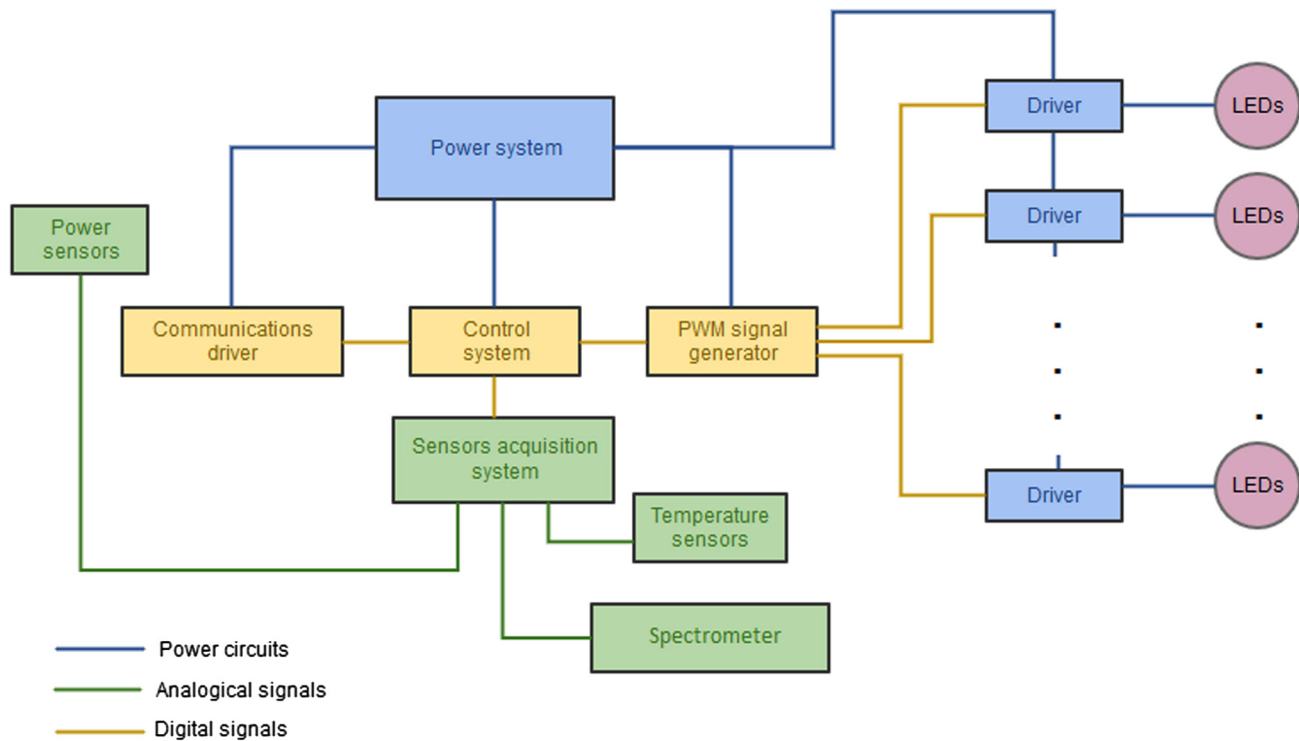 Driver
LEDs
Power system
Driver
LEDs
Power
sensors
Communications
driver
Control
system
PWM signal
generator
Sensors acquisition
system
Driver
LEDs
Temperature
sensors
Spectrometer
Power circuits
Analogical signals
Digital signals